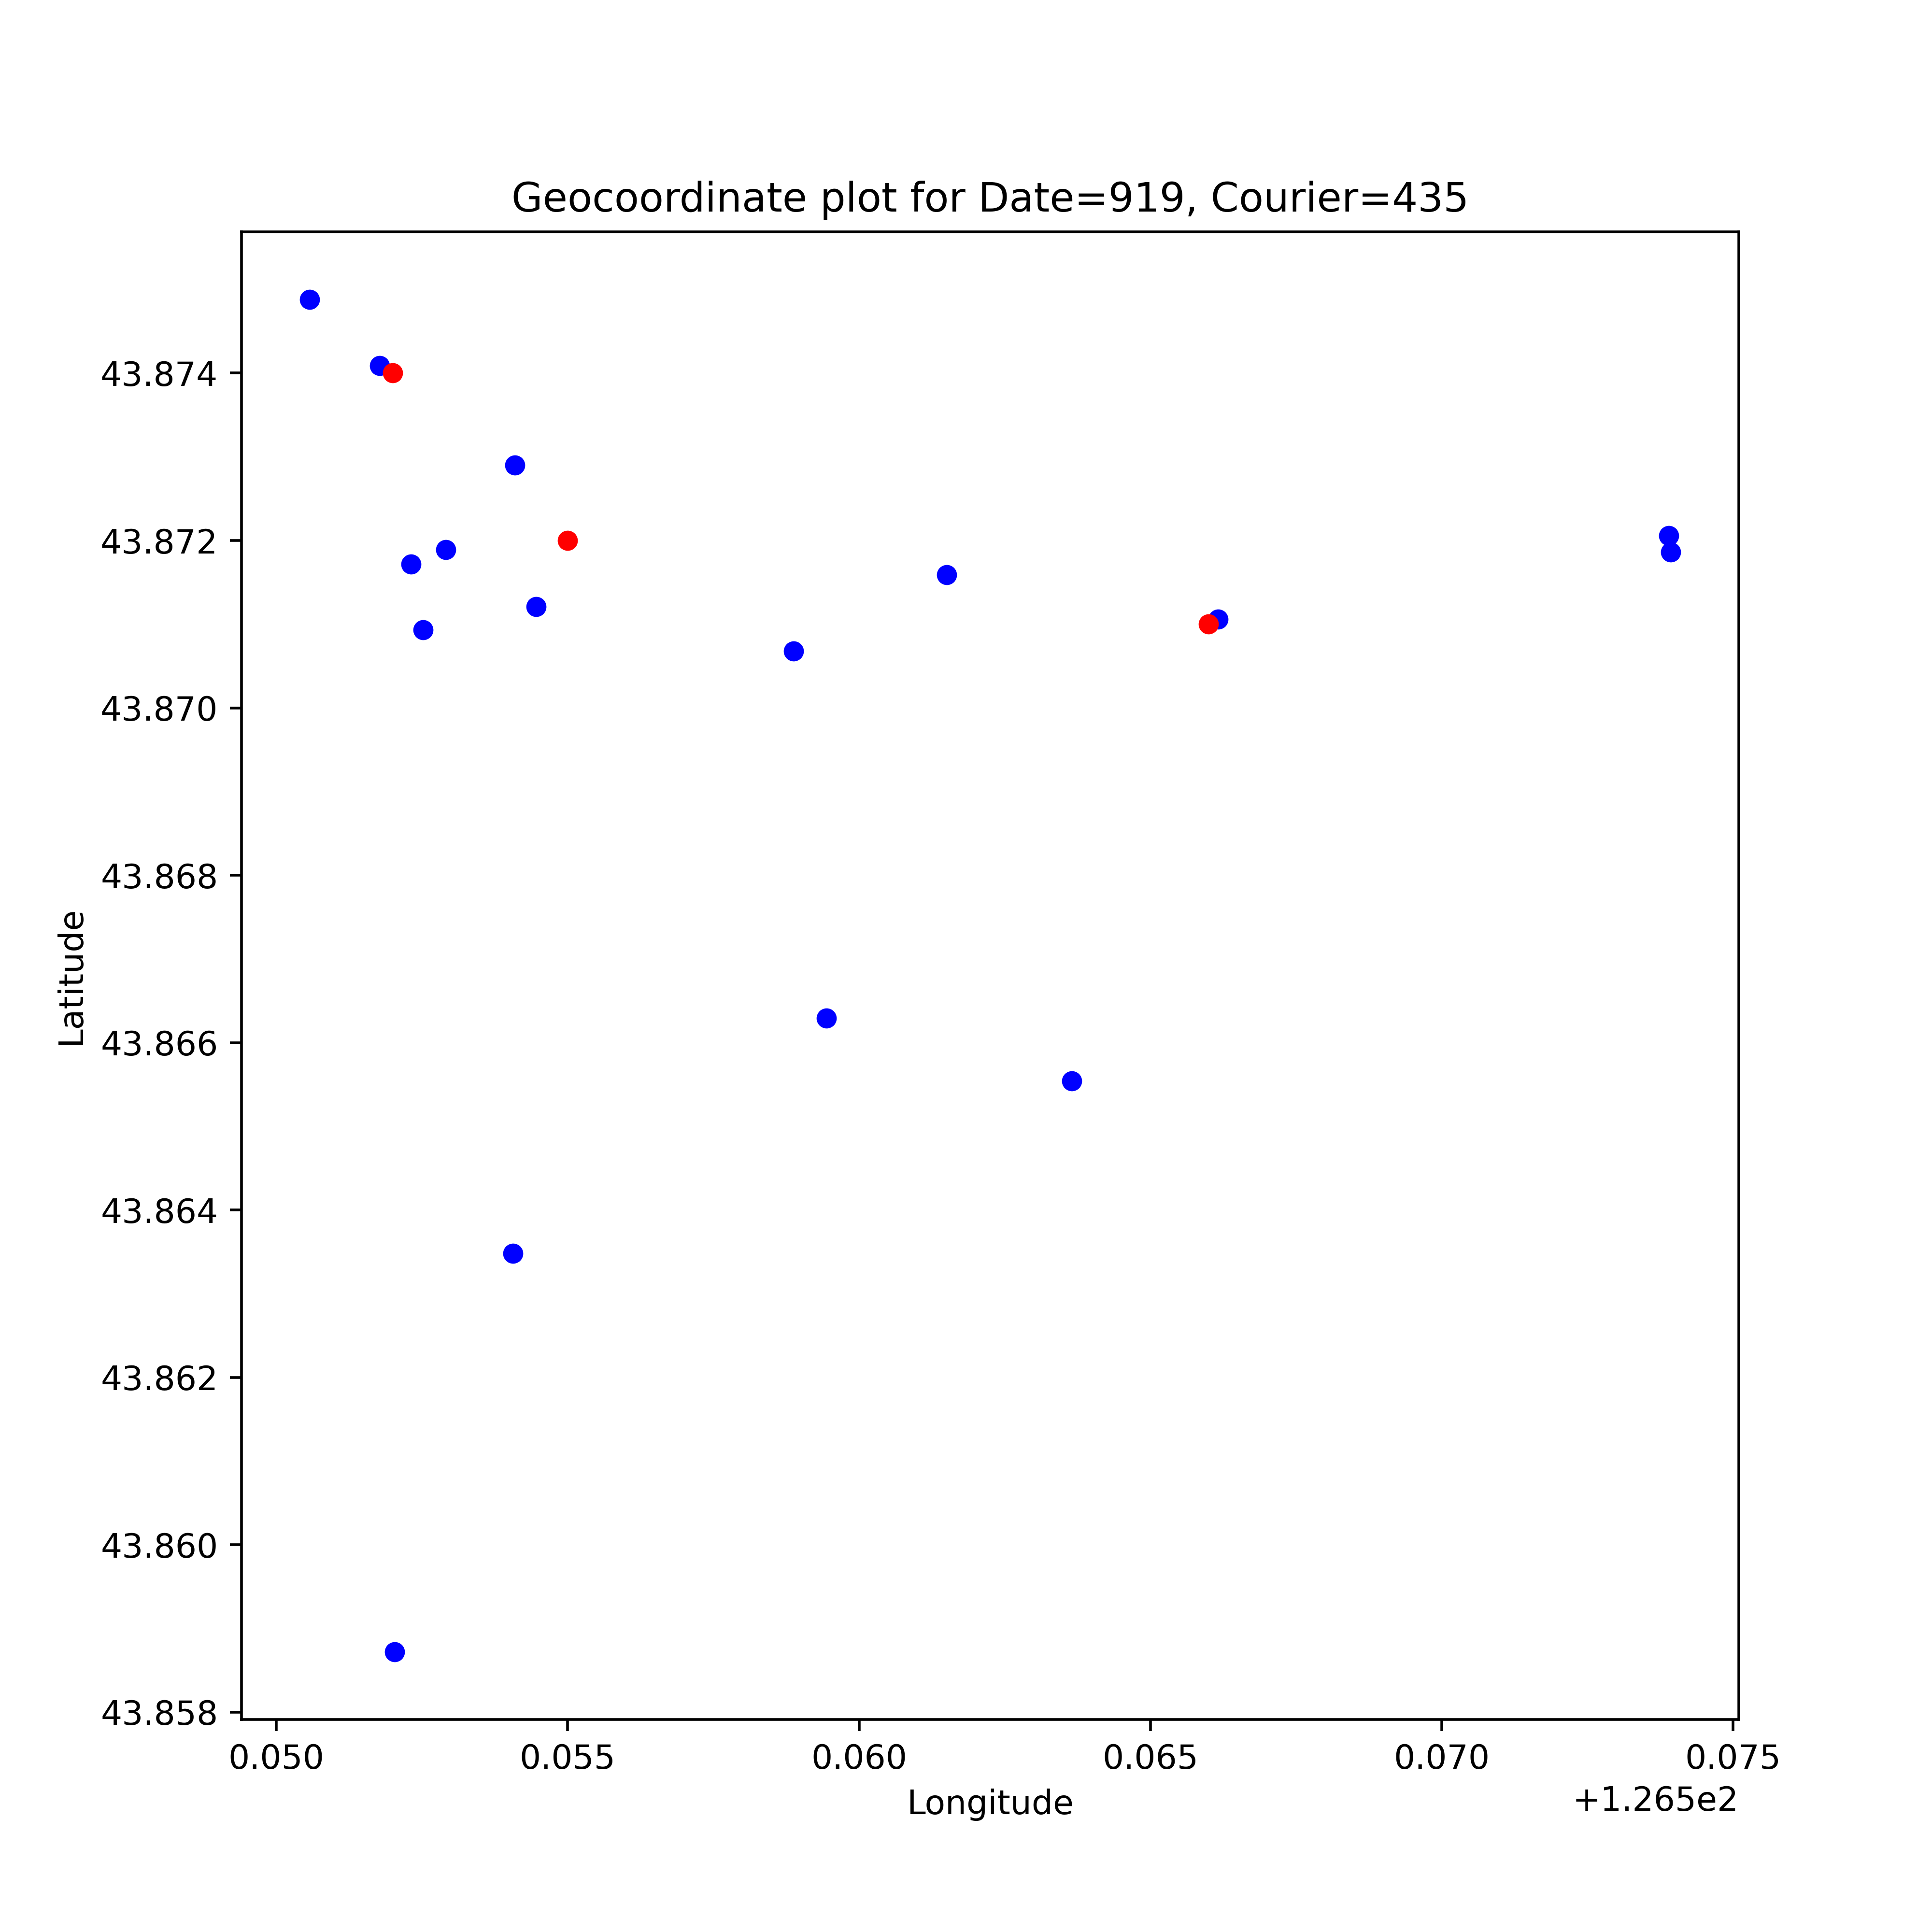 Geocoordinate plot for Date=919, Courier=435
43.874
43.872
43.870
43.868
43.866
43.864
43.862
43.860
43.858
Latitude
0.050 0.055 0.060 0.065 0.070 0.075
Longitude
+1.265e2